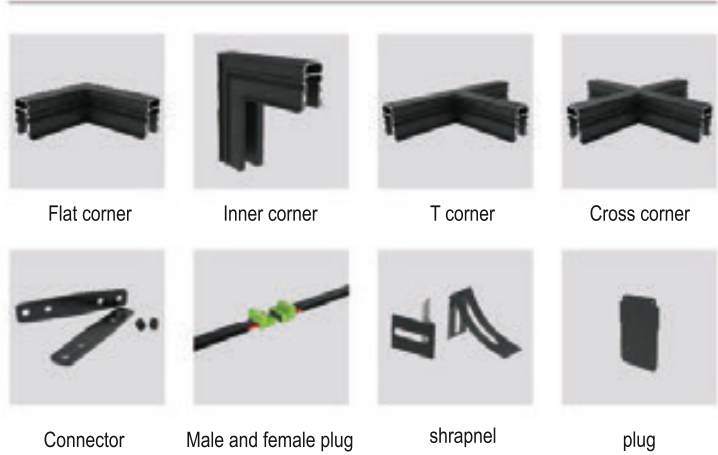 Flat corner
Inner corner
T corner
Cross corner
Connector
Male and female plug
shrapnel
plug